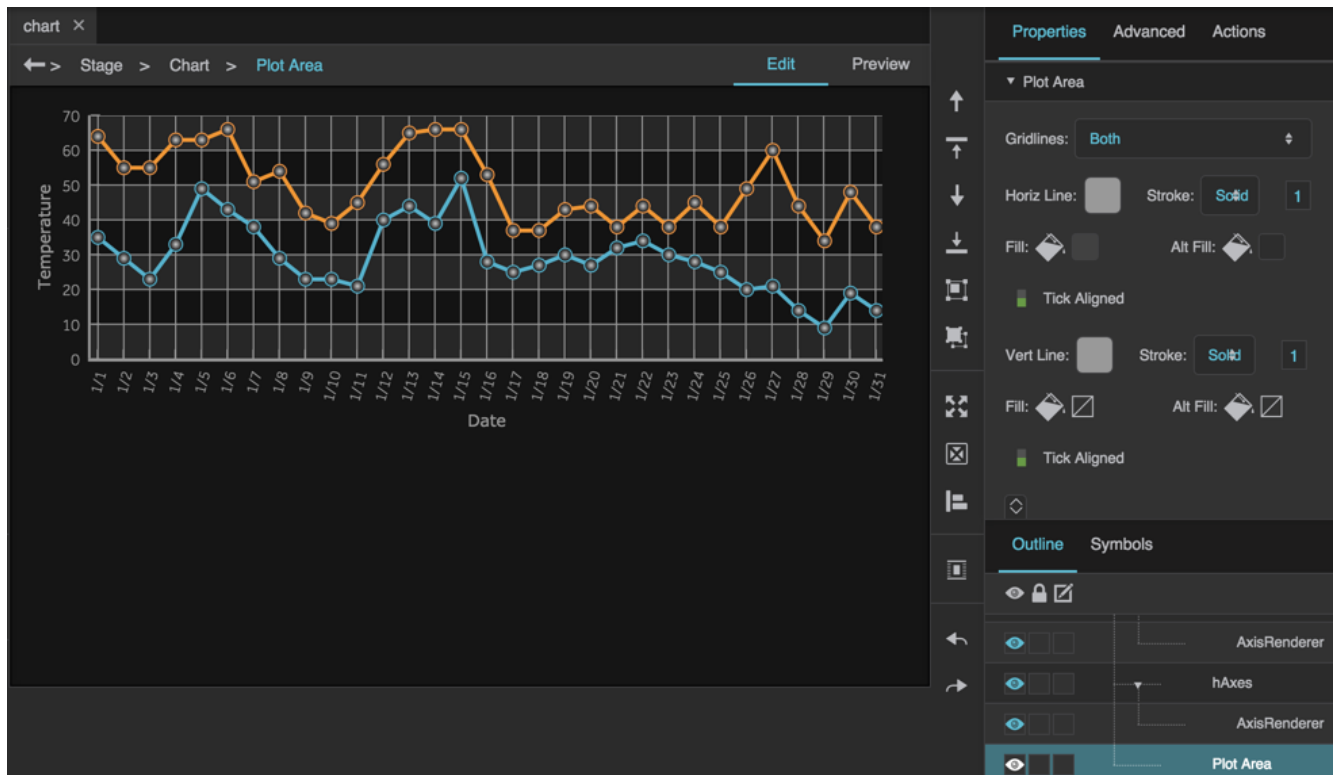 chart ×
Stage > Chart > Plot Area
Edit Preview
70
60
50
40
30
20
10
0
Temperature
1/1 1/2 1/3 1/4 1/5 1/6 1/7 1/8 1/9 1/10 1/11 1/12 1/13 1/14 1/15 1/16 1/17 1/18 1/19 1/20 1/21 1/22 1/23 1/24 1/25 1/26 1/27 1/28 1/29 1/30 1/31
Date
Properties Advanced Actions
Plot Area
Gridlines: Both
Horiz Line: Stroke: Solid 1
Fill: Alt Fill:
Tick Aligned
Vert Line: Stroke: Solid 1
Fill: Alt Fill:
Tick Aligned
Outline Symbols
AxisRenderer
hAxes
AxisRenderer
Plot Area